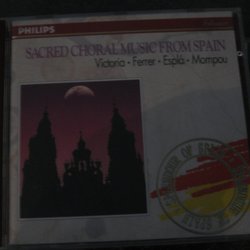 PHILIPS
SACRED CHORAL MUSIC FROM SPAIN
Victoria • Ferrer • Esplá • Mompou